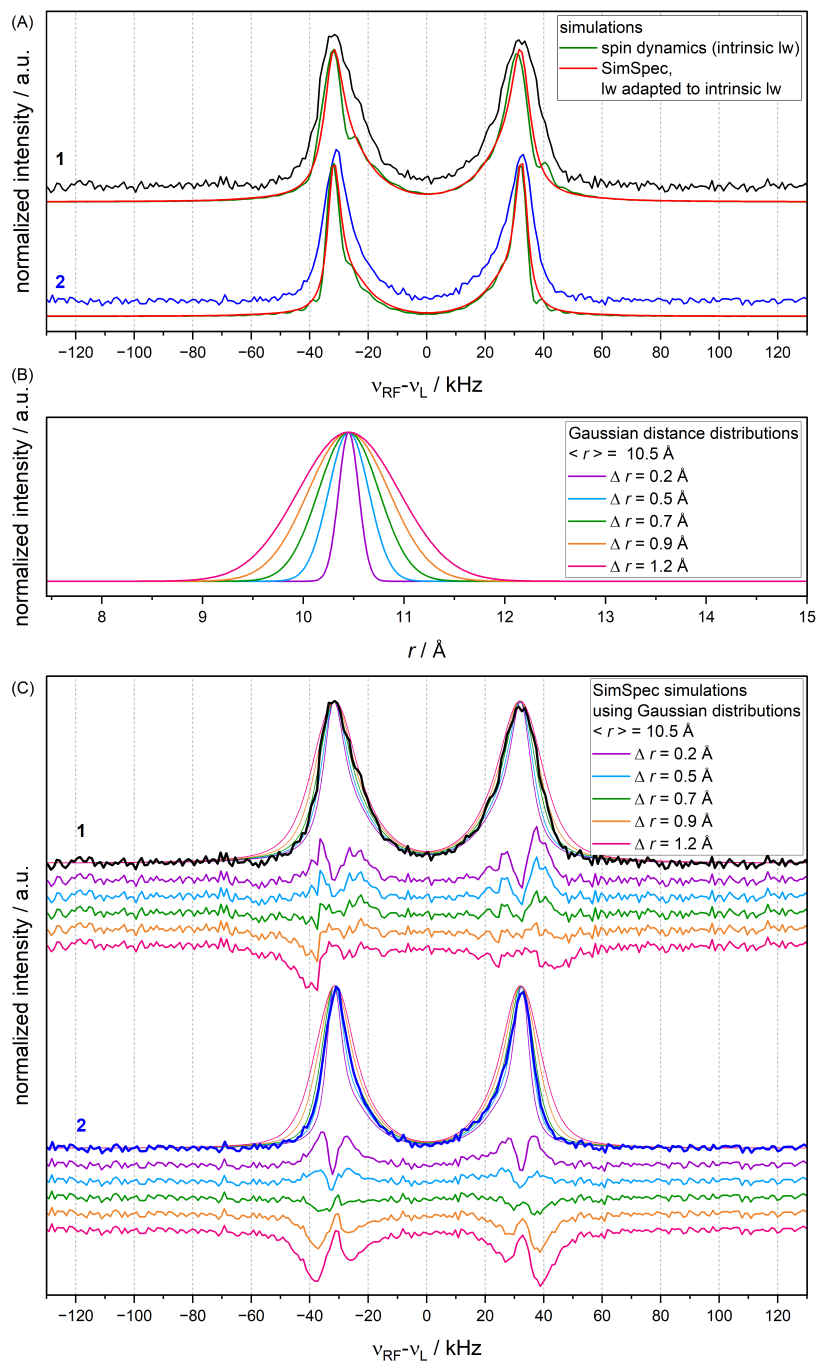 (A)
simulations
spin dynamics (intrinsic lw)
SimSpec,
lw adapted to intrinsic lw
1
2
normalized intensity / a.u.
−120 −100 −80 −60 −40 −20 0 20 40 60 80 100 120
νRF-νL / kHz
(B)
Gaussian distance distributions
< r > = 10.5 Å
Δ r = 0.2 Å
Δ r = 0.5 Å
Δ r = 0.7 Å
Δ r = 0.9 Å
Δ r = 1.2 Å
normalized intensity / a.u.
8 9 10 11 12 13 14 15
r / Å
(C)
SimSpec simulations
using Gaussian distributions
< r > = 10.5 Å
Δ r = 0.2 Å
Δ r = 0.5 Å
Δ r = 0.7 Å
Δ r = 0.9 Å
Δ r = 1.2 Å
1
2
normalized intensity / a.u.
−120 −100 −80 −60 −40 −20 0 20 40 60 80 100 120
νRF-νL / kHz